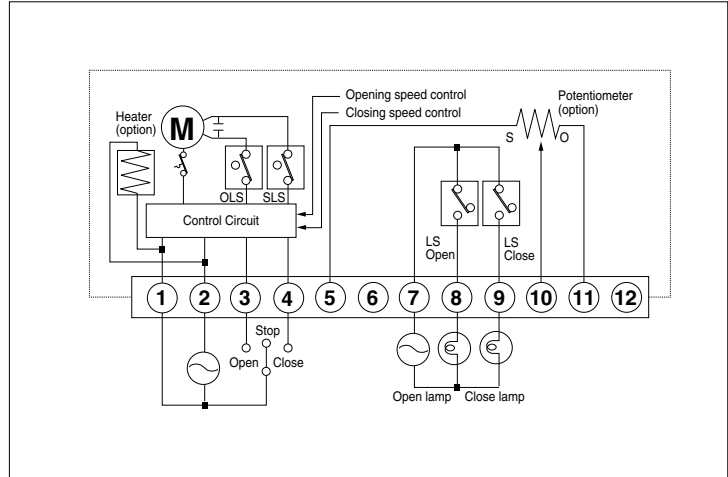 Opening speed control
Closing speed control
Potentiometer
(option)
Heater
(option)
M
S
O
OLS
SLS
Control Circuit
LS
Open
LS
Close
1 2 3 4 5 6 7 8 9 10 11 12
Stop
Open
Close
Open lamp
Close lamp